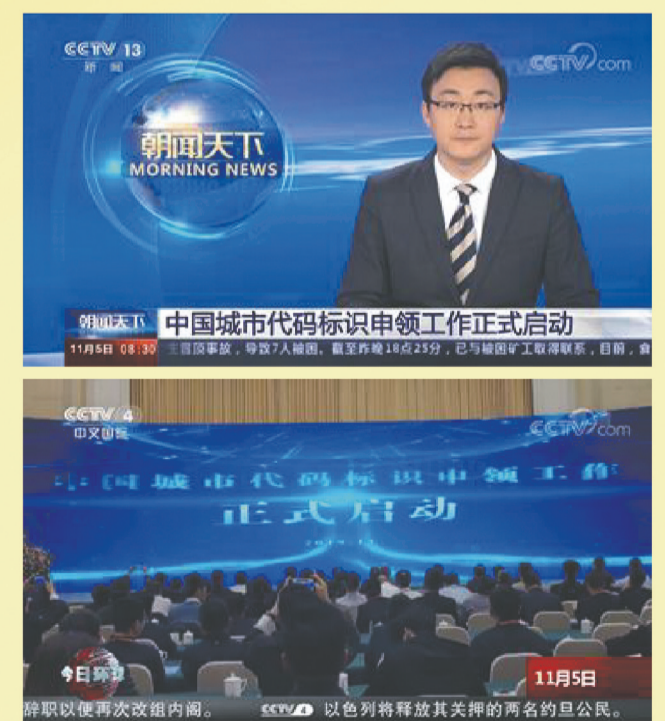 CCTV 13
新闻
CCTV com
朝闻天下
MORNING NEWS
朝闻天下
中国城市代码标识申领工作正式启动
11月5日 08:30
冒顶事故，导致7人被困。截至昨晚18点25分，已与被困矿工取得联系，目前，食
CCTV 4
中文国际
CCTV com
中国城市代码标识申领工作
正式启动
今日环球
11月5日
辞职以便再次改组内阁。 CCTV 4 以色列将释放其关押的两名约旦公民。